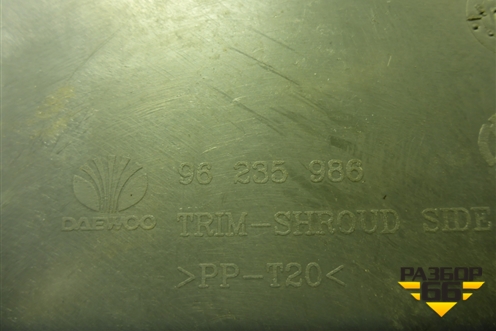 96 235 986
DAEWOO
TRIM-SHROUD SIDE
>PP-T20<
РАЗБОР
66